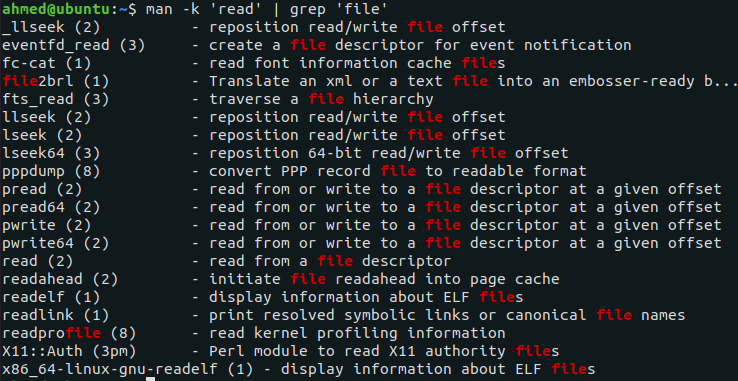 ahmed@ubuntu:~$ man -k 'read' | grep 'file'
_llseek (2)          - reposition read/write file offset
eventfd_read (3)     - create a file descriptor for event notification
fc-cat (1)           - read font information cache files
file2brl (1)         - Translate an xml or a text file into an embosser-ready b...
fts_read (3)         - traverse a file hierarchy
llseek (2)           - reposition read/write file offset
lseek (2)            - reposition read/write file offset
lseek64 (3)          - reposition 64-bit read/write file offset
pppdump (8)          - convert PPP record file to readable format
pread (2)            - read from or write to a file descriptor at a given offset
pread64 (2)          - read from or write to a file descriptor at a given offset
pwrite (2)           - read from or write to a file descriptor at a given offset
pwrite64 (2)         - read from or write to a file descriptor at a given offset
read (2)             - read from a file descriptor
readahead (2)        - initiate file readahead into page cache
readelf (1)          - display information about ELF files
readlink (1)         - print resolved symbolic links or canonical file names
readprofile (8)      - read kernel profiling information
X11::Auth (3pm)      - Perl module to read X11 authority files
x86_64-linux-gnu-readelf (1) - display information about ELF files